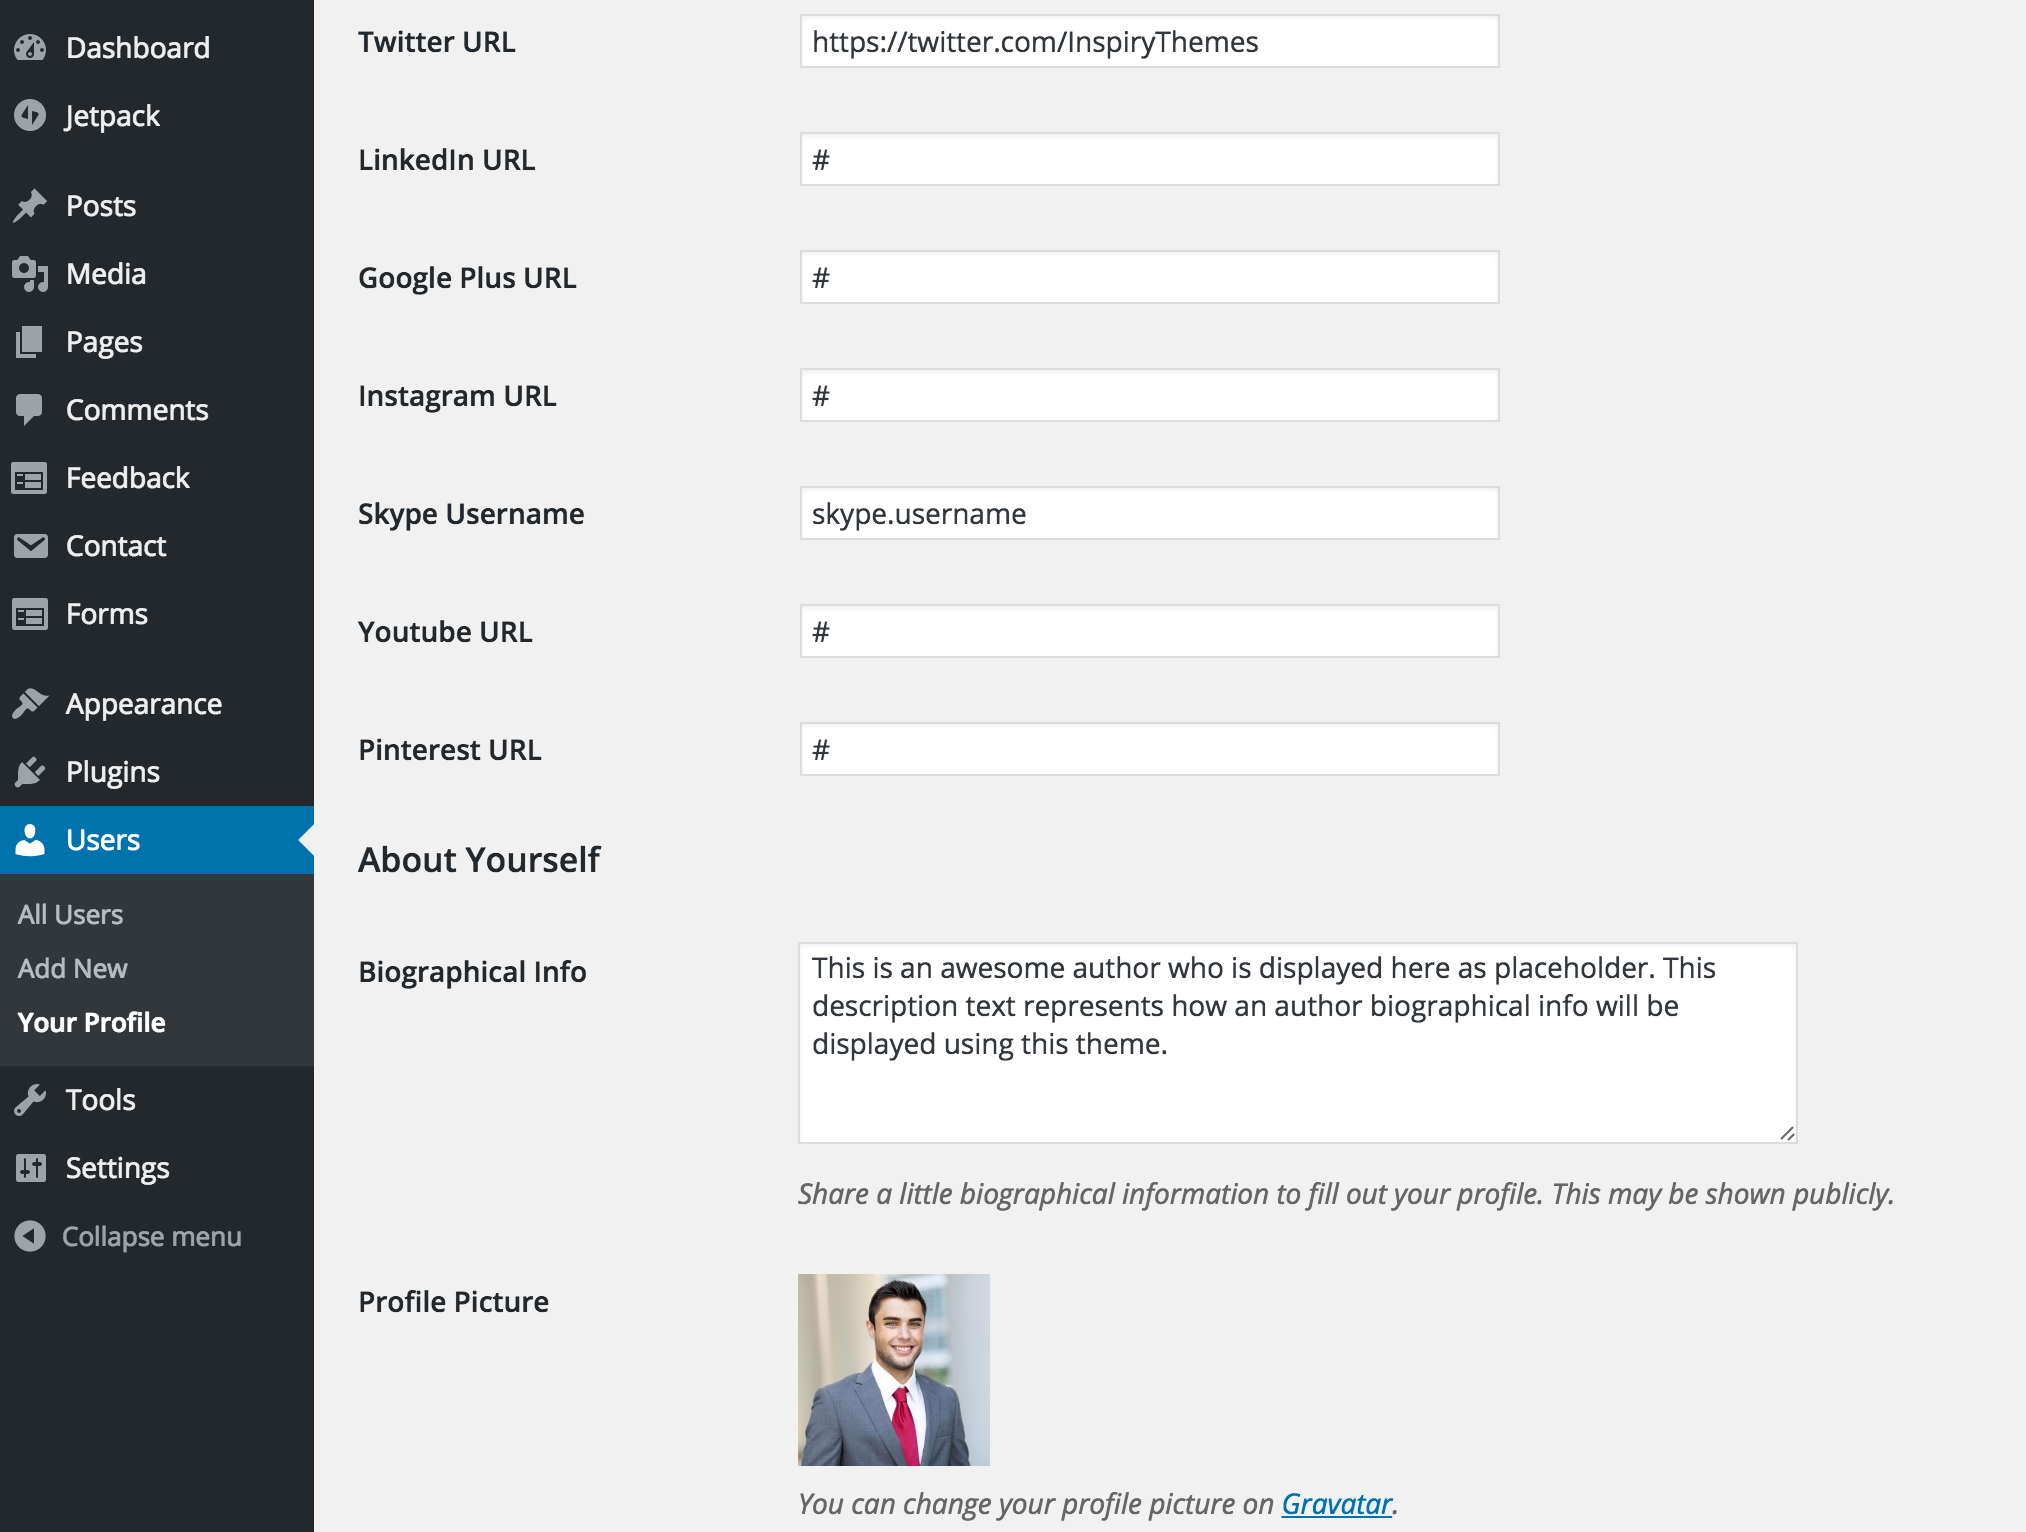 Dashboard
Jetpack
Posts
Media
Pages
Comments
Feedback
Contact
Forms
Appearance
Plugins
Users
All Users
Add New
Your Profile
Tools
Settings
Collapse menu
Twitter URL
https://twitter.com/InspiryThemes
LinkedIn URL
#
Google Plus URL
#
Instagram URL
#
Skype Username
skype.username
Youtube URL
#
Pinterest URL
#
About Yourself
Biographical Info
This is an awesome author who is displayed here as placeholder. This
description text represents how an author biographical info will be
displayed using this theme.
Share a little biographical information to fill out your profile. This may be shown publicly.
Profile Picture
You can change your profile picture on Gravatar.